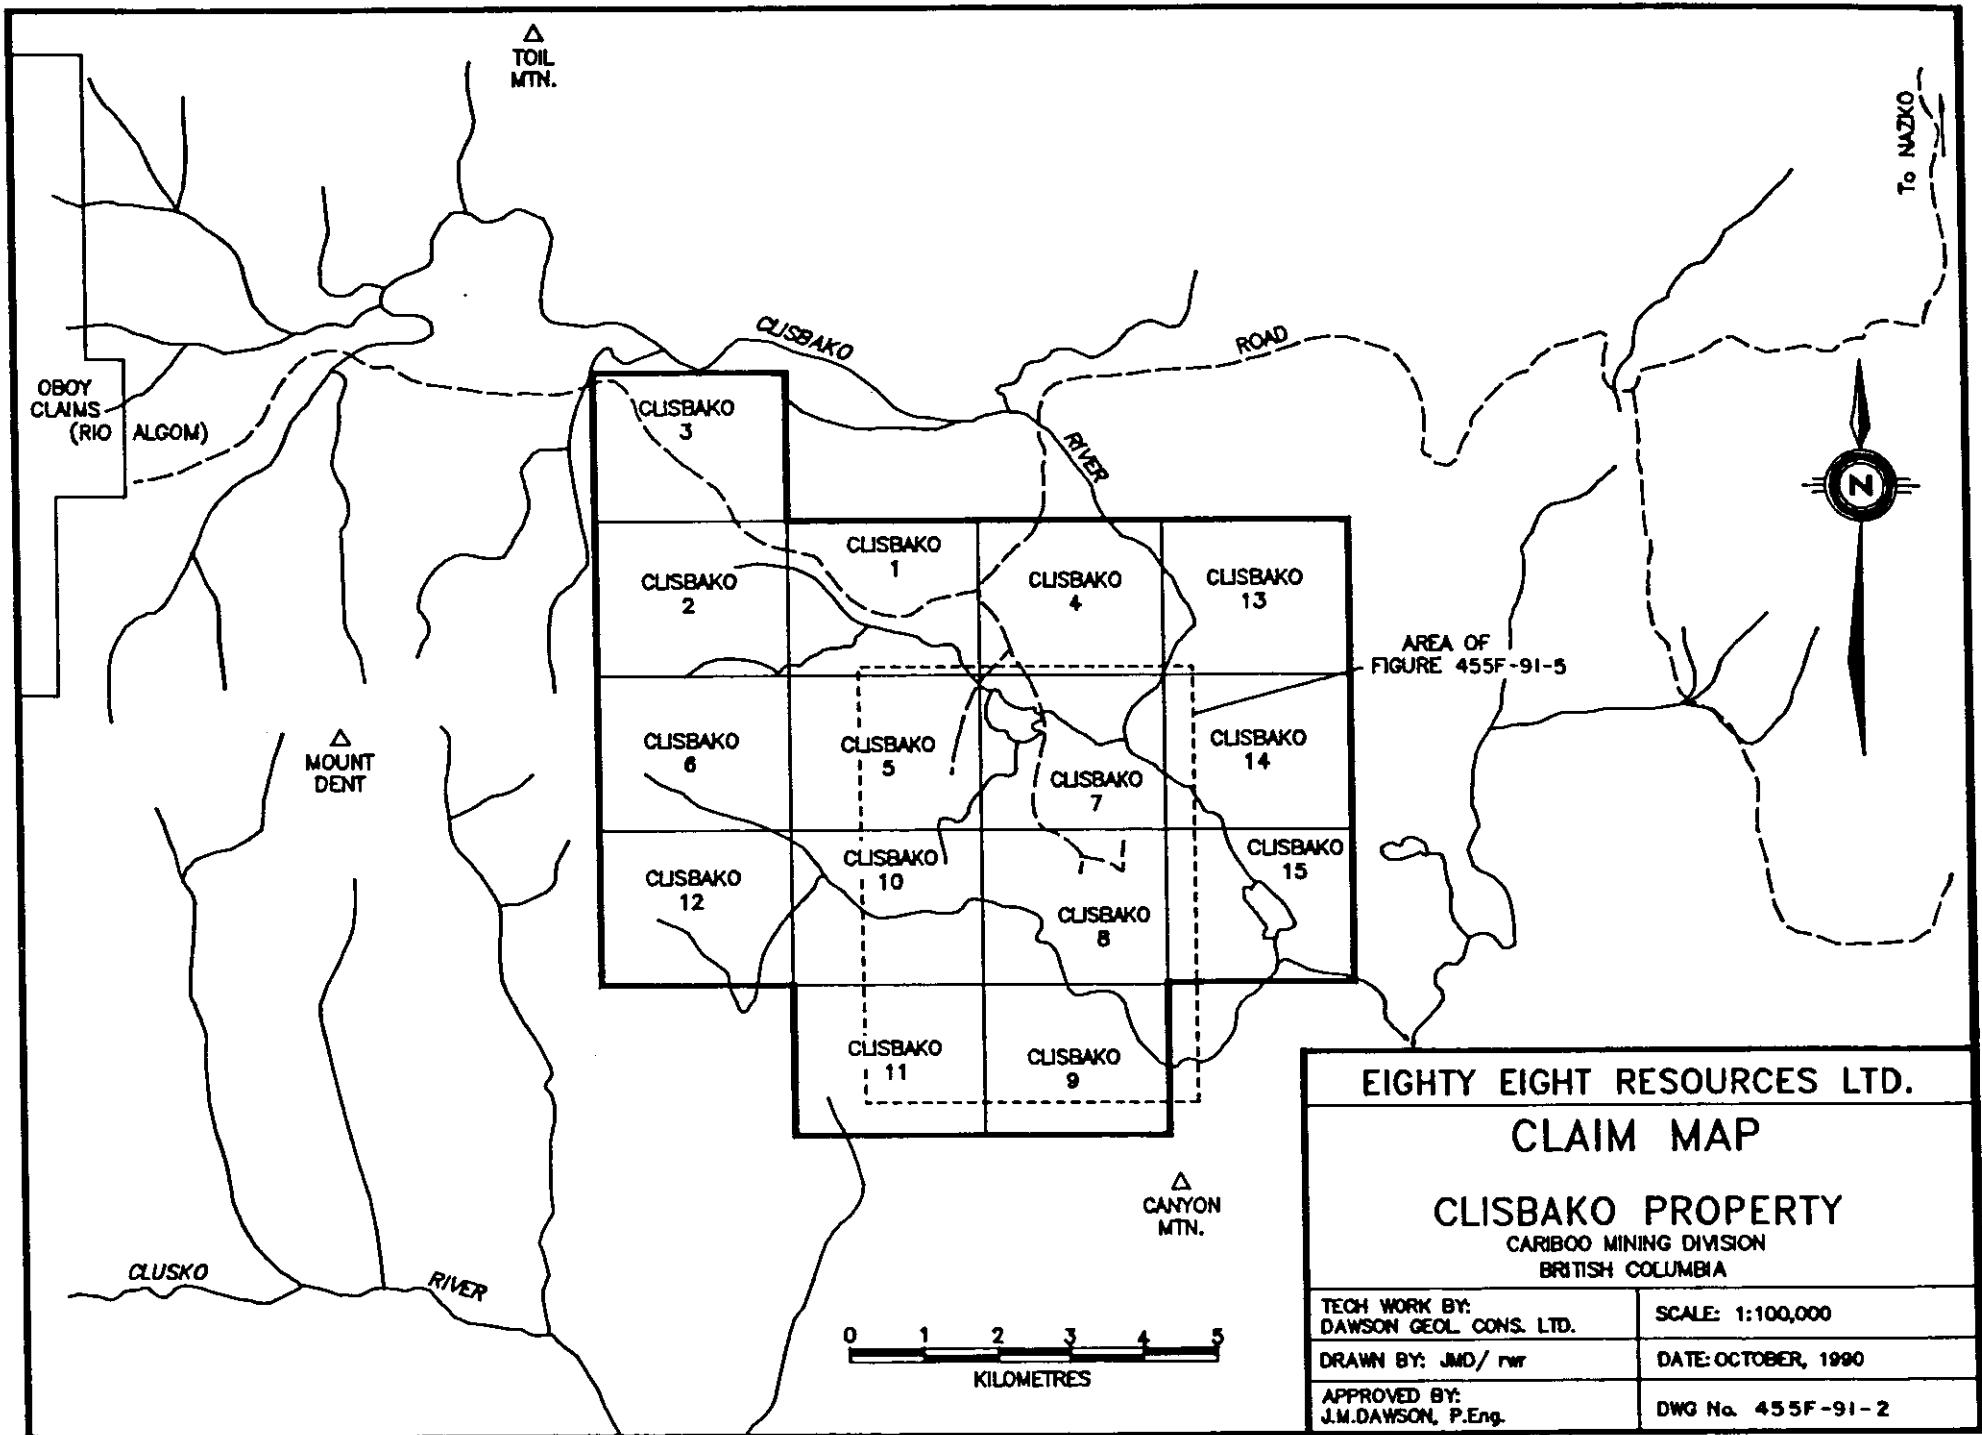 TOIL
MTN.
To NAZKO
CLISBAKO
RIVER
ROAD
OBOY
CLAIMS
(RIO ALGOM)
CLISBAKO
3
CLISBAKO
1
CLISBAKO
2
CLISBAKO
4
CLISBAKO
13
AREA OF
FIGURE 455F-91-5
N
MOUNT
DENT
CLISBAKO
6
CLISBAKO
5
CLISBAKO
7
CLISBAKO
14
CLISBAKO
12
CLISBAKO
10
CLISBAKO
8
CLISBAKO
15
CLISBAKO
11
CLISBAKO
9
CANYON
MTN.
CLUSKO
RIVER
0 1 2 3 4 5
KILOMETRES
EIGHTY EIGHT RESOURCES LTD.
CLAIM MAP
CLISBAKO PROPERTY
CARIBOO MINING DIVISION
BRITISH COLUMBIA
TECH WORK BY:
DAWSON GEOL. CONS. LTD.
SCALE: 1:100,000
DRAWN BY: JMD/ rwr
DATE: OCTOBER, 1990
APPROVED BY:
J.M.DAWSON, P.Eng.
DWG No. 455F-91-2